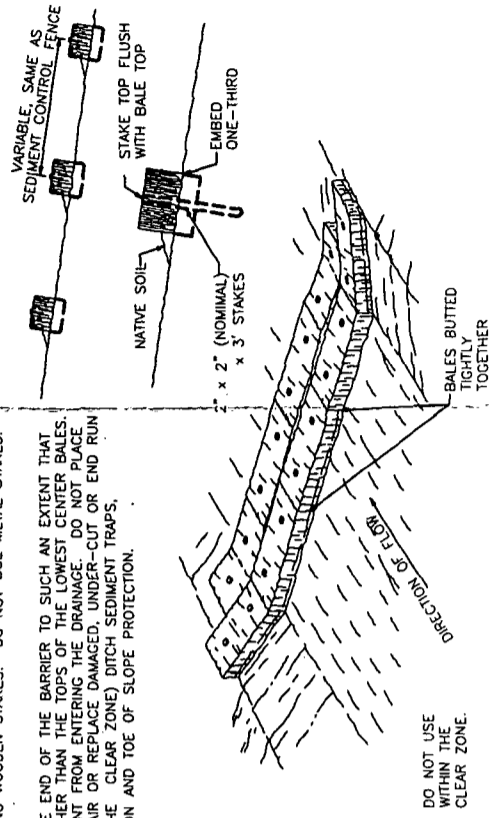 WOODEN STAKES. DO NOT USE METAL STAKES.
E END OF THE BARRIER TO SUCH AN EXTENT THAT
HER THAN THE TOPS OF THE LOWEST CENTER BALES.
NT FROM ENTERING THE DRAINAGE. DO NOT PLACE
AIR OR REPLACE DAMAGED, UNDER-CUT OR END RUN
HE CLEAR ZONE) DITCH SEDIMENT TRAPS,
ON AND TOE OF SLOPE PROTECTION.
VARIABLE, SAME AS
SEDIMENT CONTROL FENCE
STAKE TOP FLUSH
WITH BALE TOP
NATIVE SOIL
EMBED
ONE-THIRD
2" x 2" (NOMIMAL)
x 3' STAKES
BALES BUTTED
TIGHTLY
TOGETHER
DIRECTION OF FLOW
DO NOT USE
WITHIN THE
CLEAR ZONE.